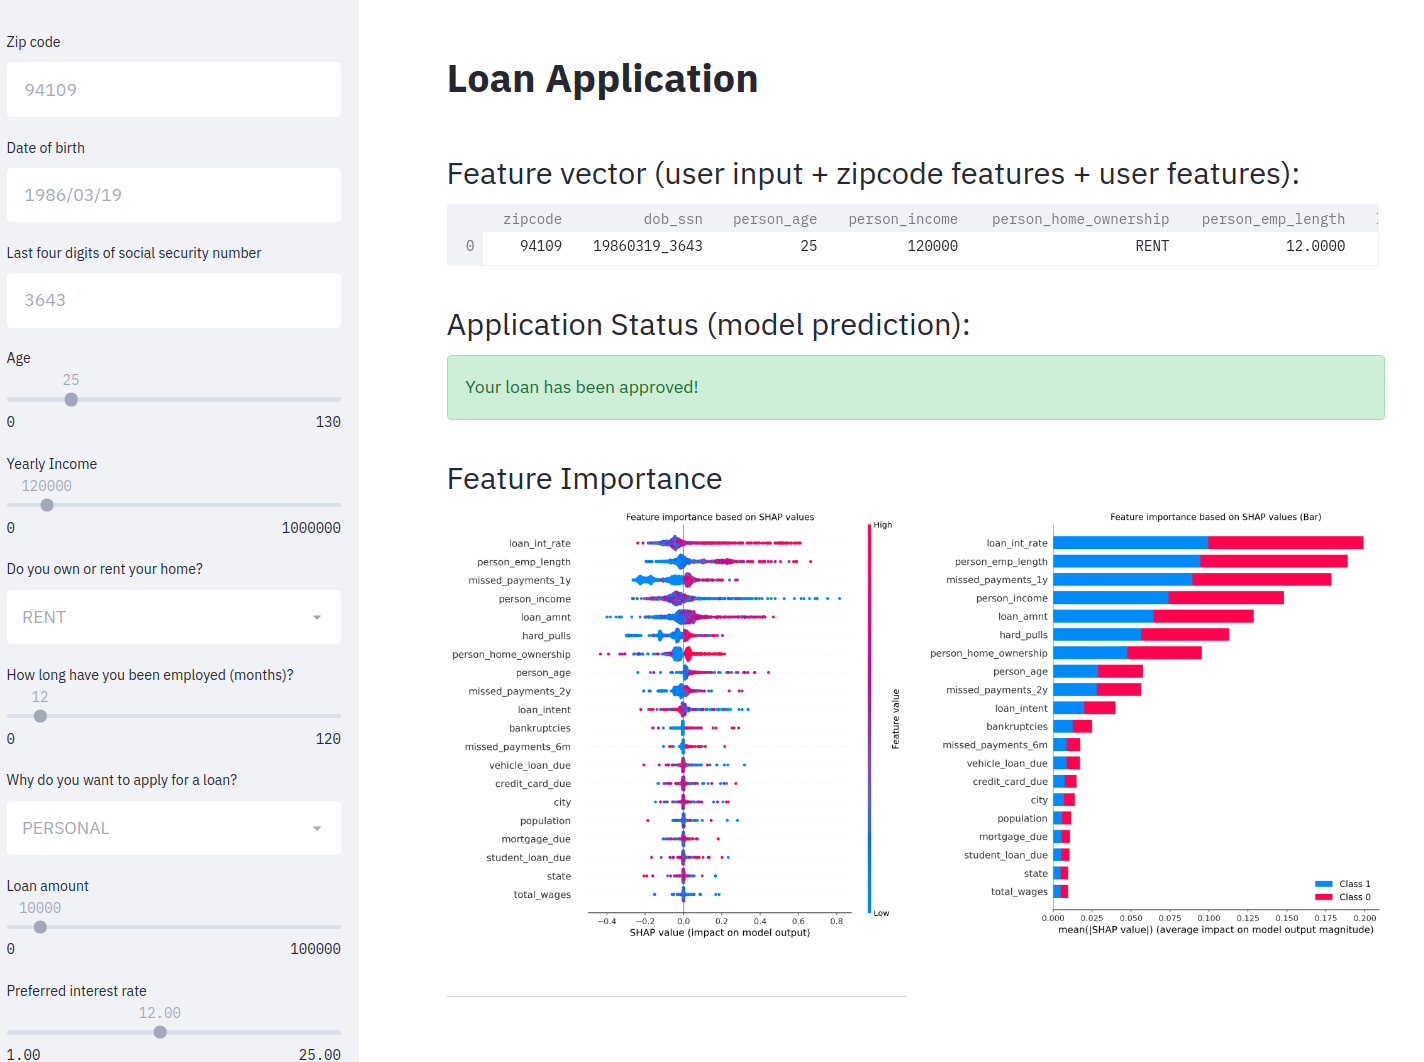 Zip code
94109
Date of birth
1986/03/19
Last four digits of social security number
3643
Age
25
0 130
Yearly Income
120000
0 1000000
Do you own or rent your home?
RENT
How long have you been employed (months)?
12
0 120
Why do you want to apply for a loan?
PERSONAL
Loan amount
10000
0 100000
Preferred interest rate
12.00
1.00 25.00
Loan Application
Feature vector (user input + zipcode features + user features):
zipcode dob_ssn person_age person_income person_home_ownership person_emp_length
0 94109 19860319_3643 25 120000 RENT 12.0000
Application Status (model prediction):
Your loan has been approved!
Feature Importance
Feature importance based on SHAP values
loan_int_rate
person_emp_length
missed_payments_1y
person_income
loan_amnt
hard_pulls
person_home_ownership
person_age
missed_payments_2y
loan_intent
bankruptcies
missed_payments_6m
vehicle_loan_due
credit_card_due
city
population
mortgage_due
student_loan_due
state
total_wages
−0.4 −0.2 0.0 0.2 0.4 0.6 0.8
SHAP value (impact on model output)
High
Feature value
Low
Feature importance based on SHAP values (Bar)
loan_int_rate
person_emp_length
missed_payments_1y
person_income
loan_amnt
hard_pulls
person_home_ownership
person_age
missed_payments_2y
loan_intent
bankruptcies
missed_payments_6m
vehicle_loan_due
credit_card_due
city
population
mortgage_due
student_loan_due
state
total_wages
Class 1
Class 0
0.000 0.025 0.050 0.075 0.100 0.125 0.150 0.175 0.200
mean(|SHAP value|) (average impact on model output magnitude)